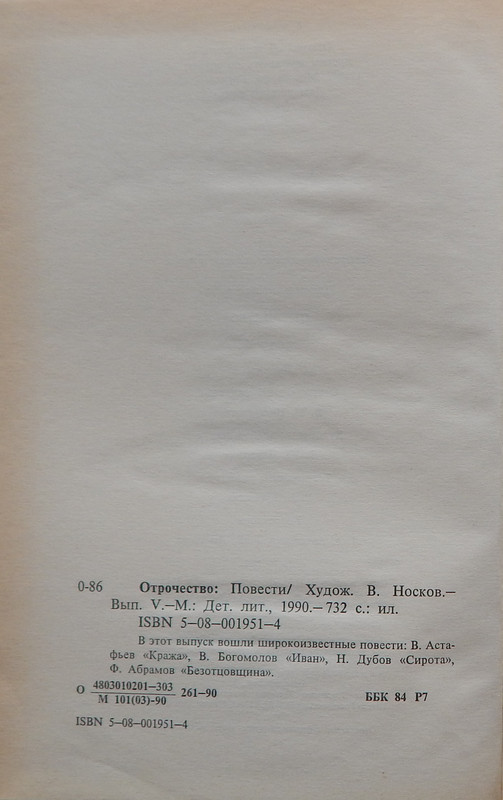 0-86 Отрочество: Повести/ Худож. В. Носков.—
Вып. V.—М.: Дет. лит., 1990.—732 с.: ил.
ISBN 5—08—001951—4
В этот выпуск вошли широкоизвестные повести: В. Аста-
фьев «Кража», В. Богомолов «Иван», Н. Дубов «Сирота»,
Ф. Абрамов «Безотцовщина».
О 4803010201—303 261—90
М 101(03)-90
ББК 84 Р7
ISBN 5—08—001951—4